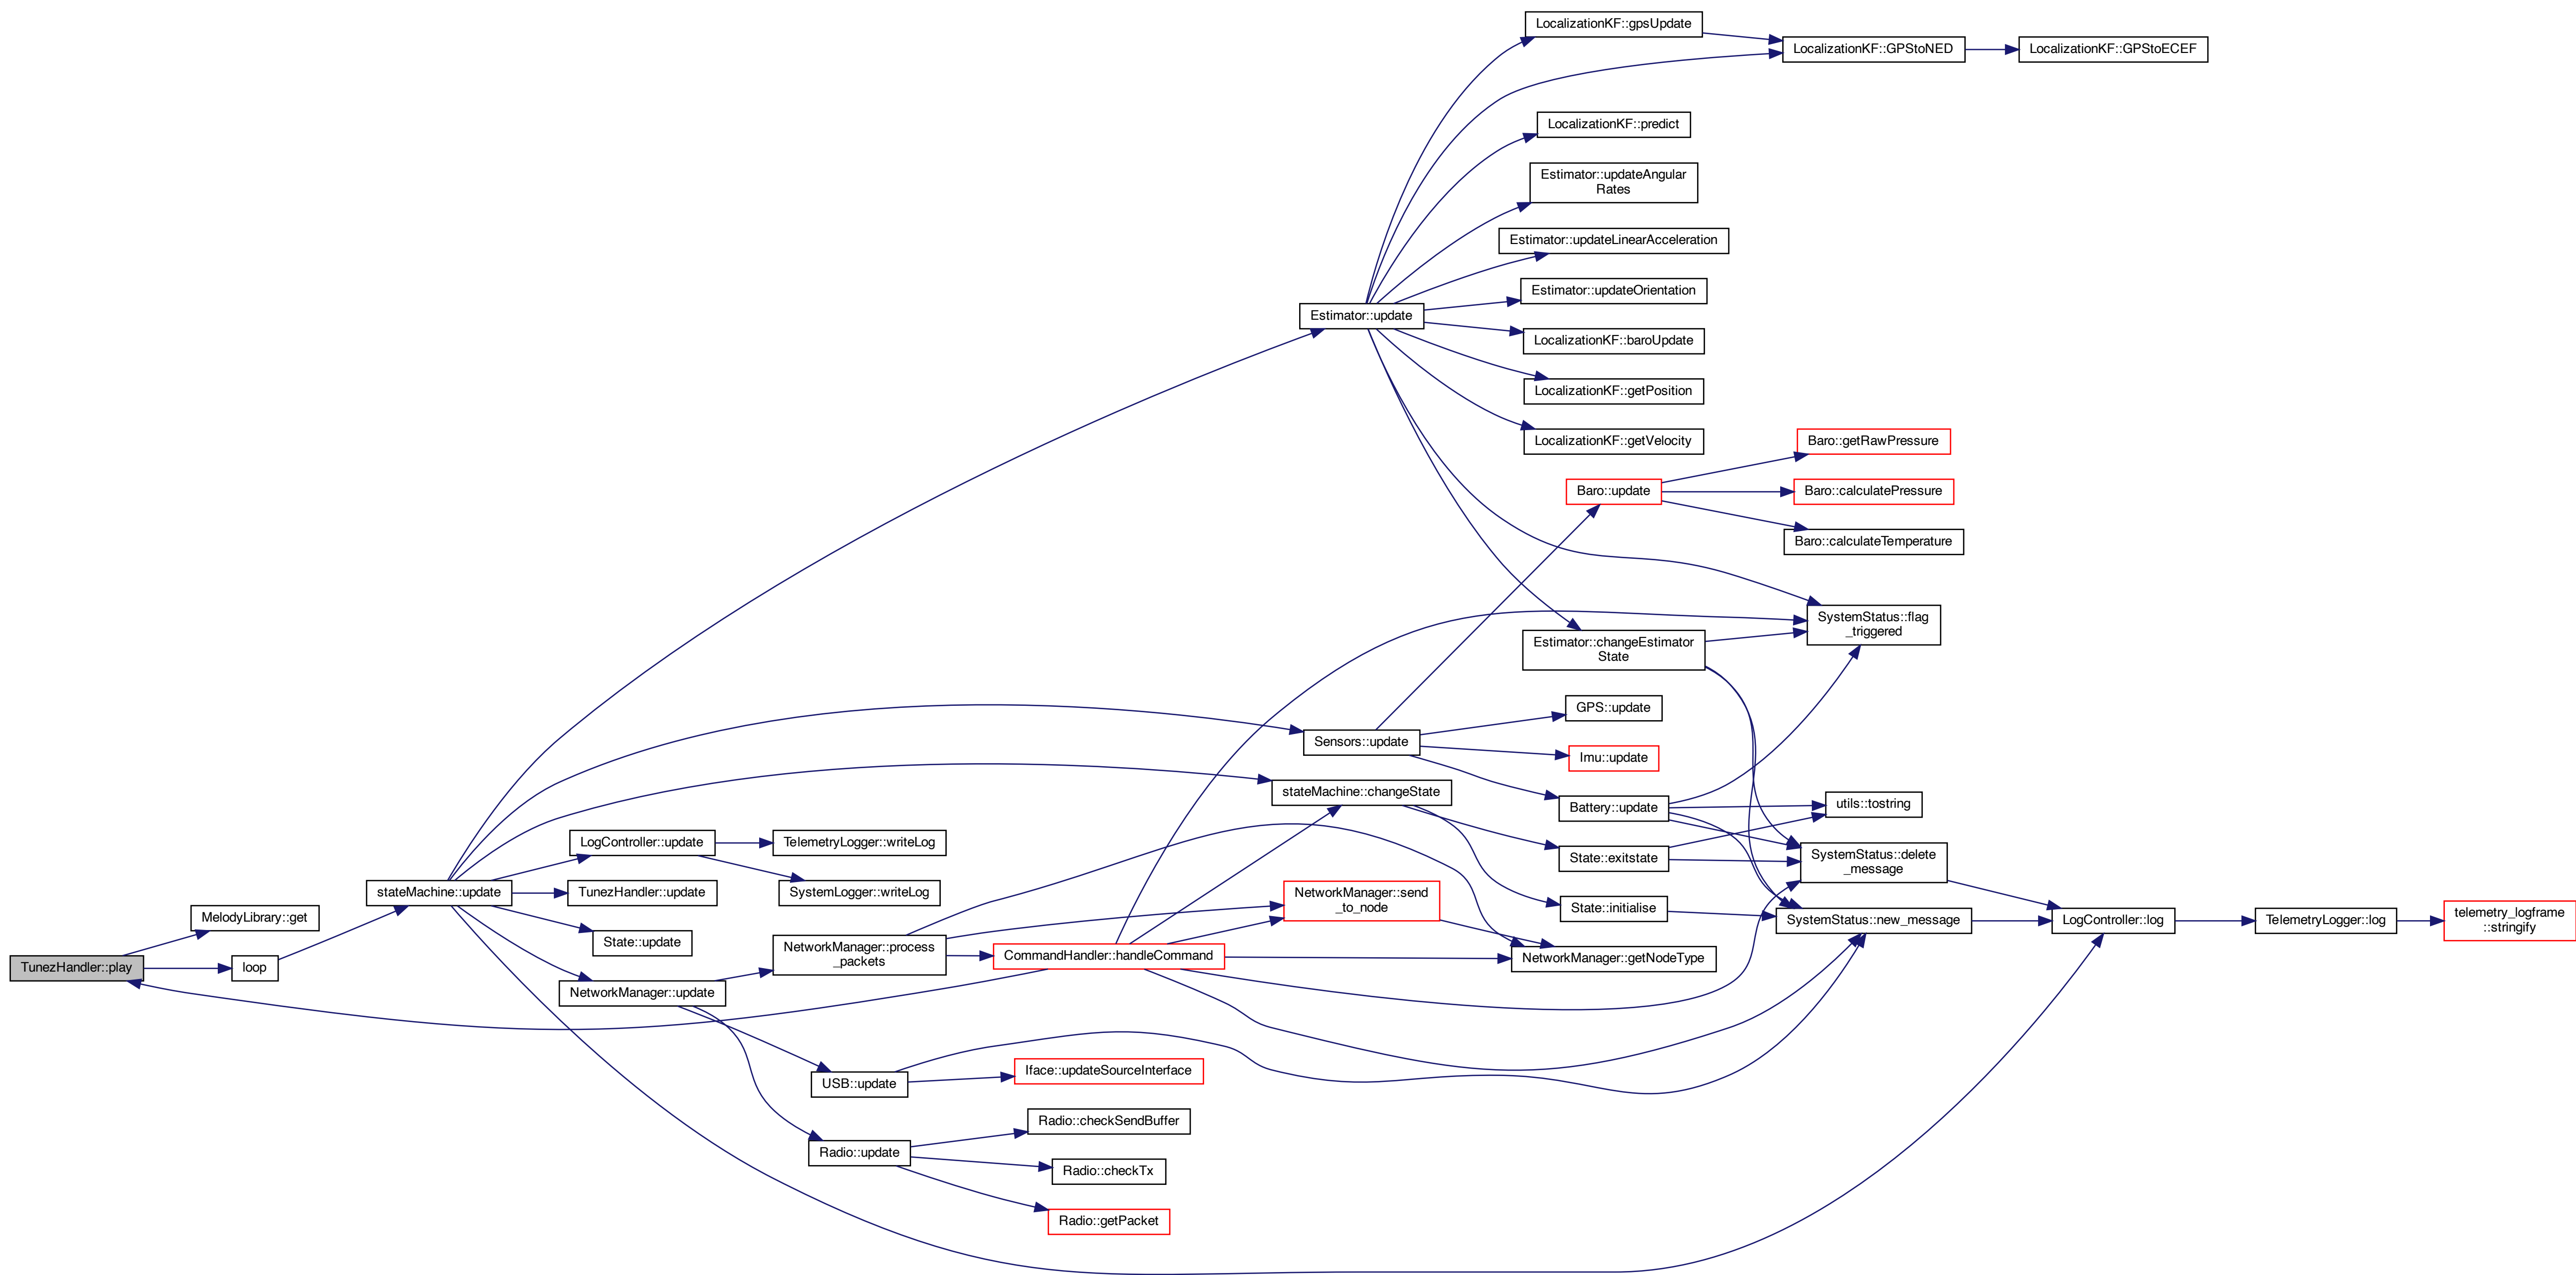 LocalizationKF::gpsUpdate
LocalizationKF::GPStoNED
LocalizationKF::GPStoECEF
LocalizationKF::predict
Estimator::updateAngular
Rates
Estimator::updateLinearAcceleration
Estimator::updateOrientation
Estimator::update
LocalizationKF::baroUpdate
LocalizationKF::getPosition
LocalizationKF::getVelocity
Baro::getRawPressure
Baro::update
Baro::calculatePressure
Baro::calculateTemperature
SystemStatus::flag
_triggered
Estimator::changeEstimator
State
GPS::update
Sensors::update
Imu::update
stateMachine::changeState
Battery::update
utils::tostring
LogController::update
TelemetryLogger::writeLog
State::exitstate
SystemStatus::delete
_message
stateMachine::update
TunezHandler::update
SystemLogger::writeLog
NetworkManager::send
_to_node
State::initialise
MelodyLibrary::get
SystemStatus::new_message
LogController::log
TelemetryLogger::log
telemetry_logframe
::stringify
State::update
NetworkManager::process
_packets
CommandHandler::handleCommand
NetworkManager::getNodeType
TunezHandler::play
loop
NetworkManager::update
USB::update
Iface::updateSourceInterface
Radio::checkSendBuffer
Radio::update
Radio::checkTx
Radio::getPacket